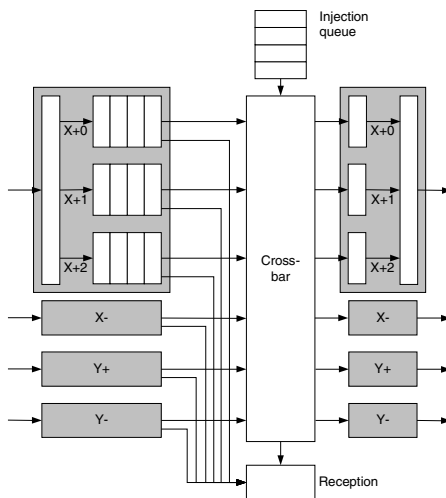 Injection
queue
X+0
X+0
X+1
X+1
X+2
X+2
Cross-
bar
X-
X-
Y+
Y+
Y-
Y-
Reception